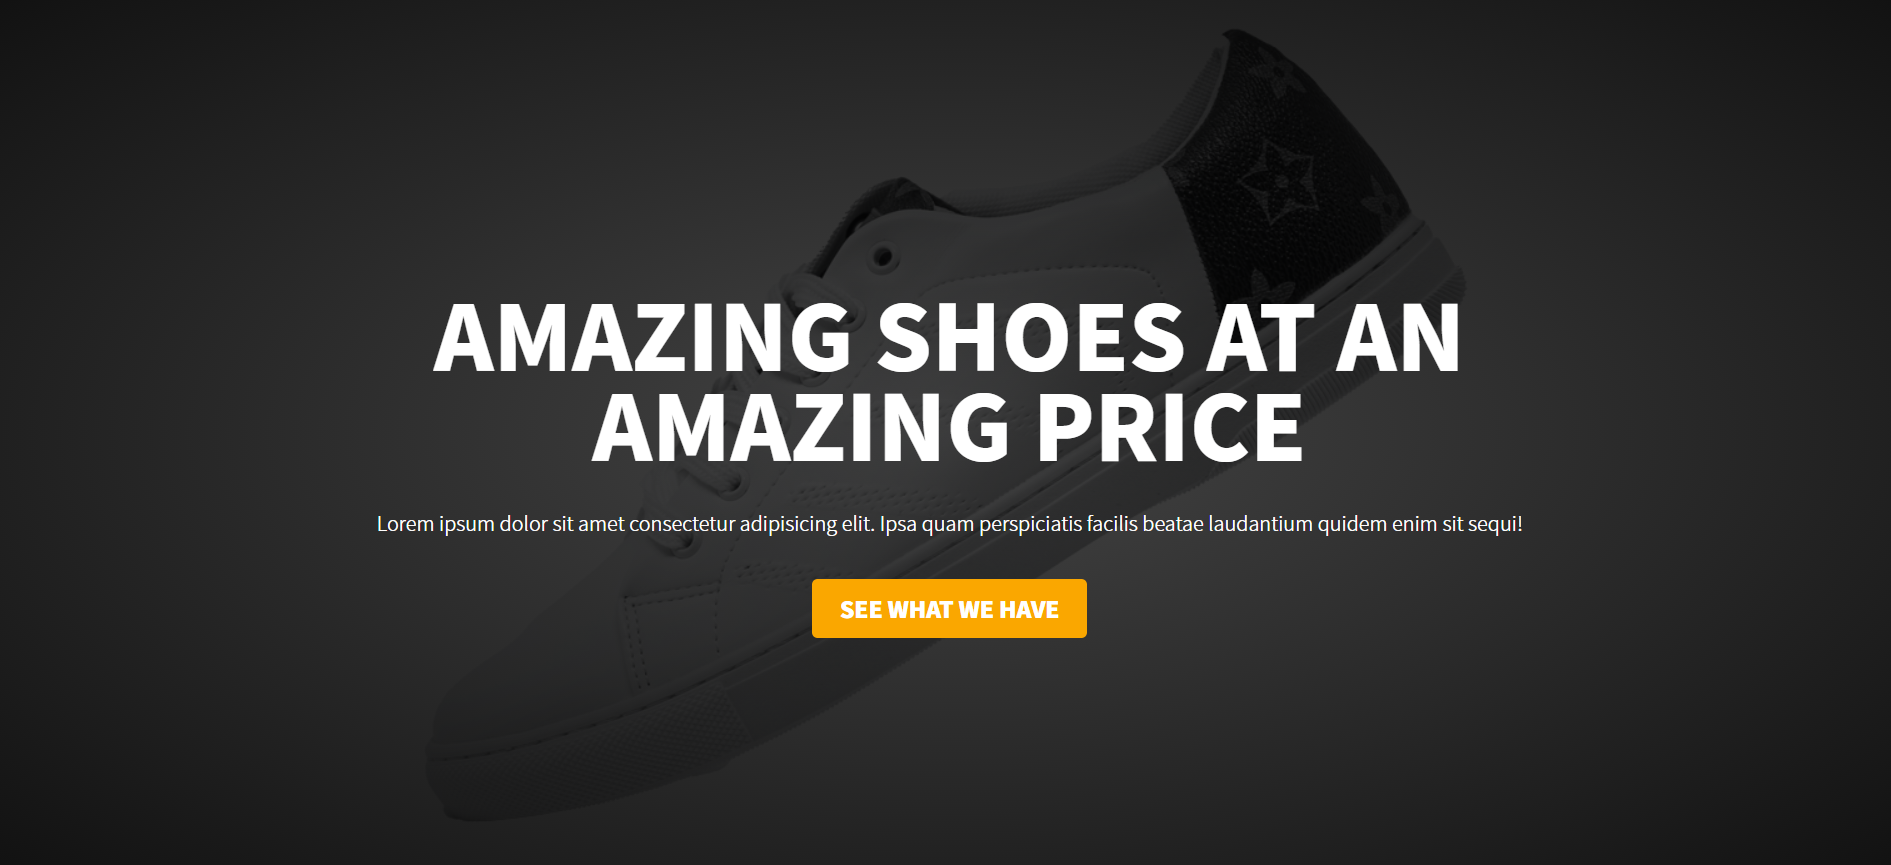 AMAZING SHOES AT AN
AMAZING PRICE
Lorem ipsum dolor sit amet consectetur adipisicing elit. Ipsa quam perspiciatis facilis beatae laudantium quidem enim sit sequi!
SEE WHAT WE HAVE